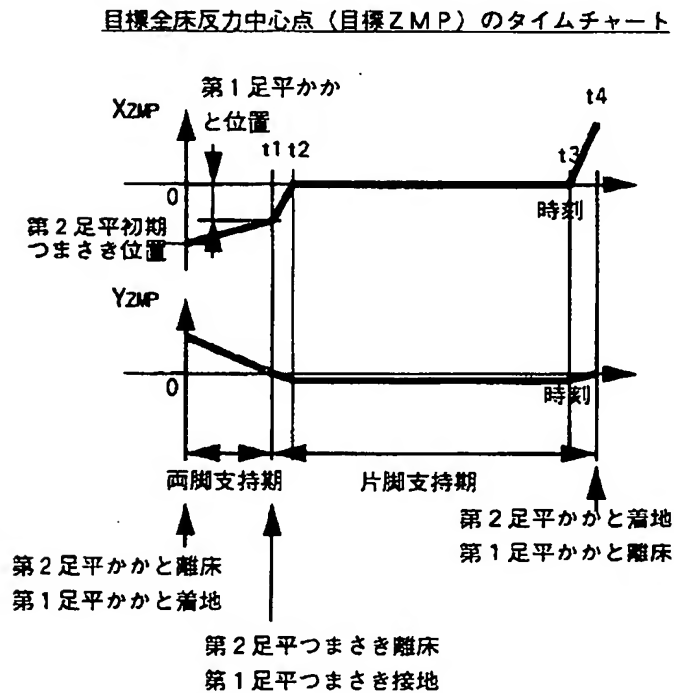 目標全床反力中心点（目標ZMP）のタイムチャート
第1足平かか
と位置
XZMP
t4
t1
t2
t3
0
時刻
第2足平初期
つまさき位置
YZMP
0
時刻
両脚支持期
片脚支持期
第2足平かかと着地
第1足平かかと離床
第2足平かかと離床
第1足平かかと着地
第2足平つまさき離床
第1足平つまさき接地